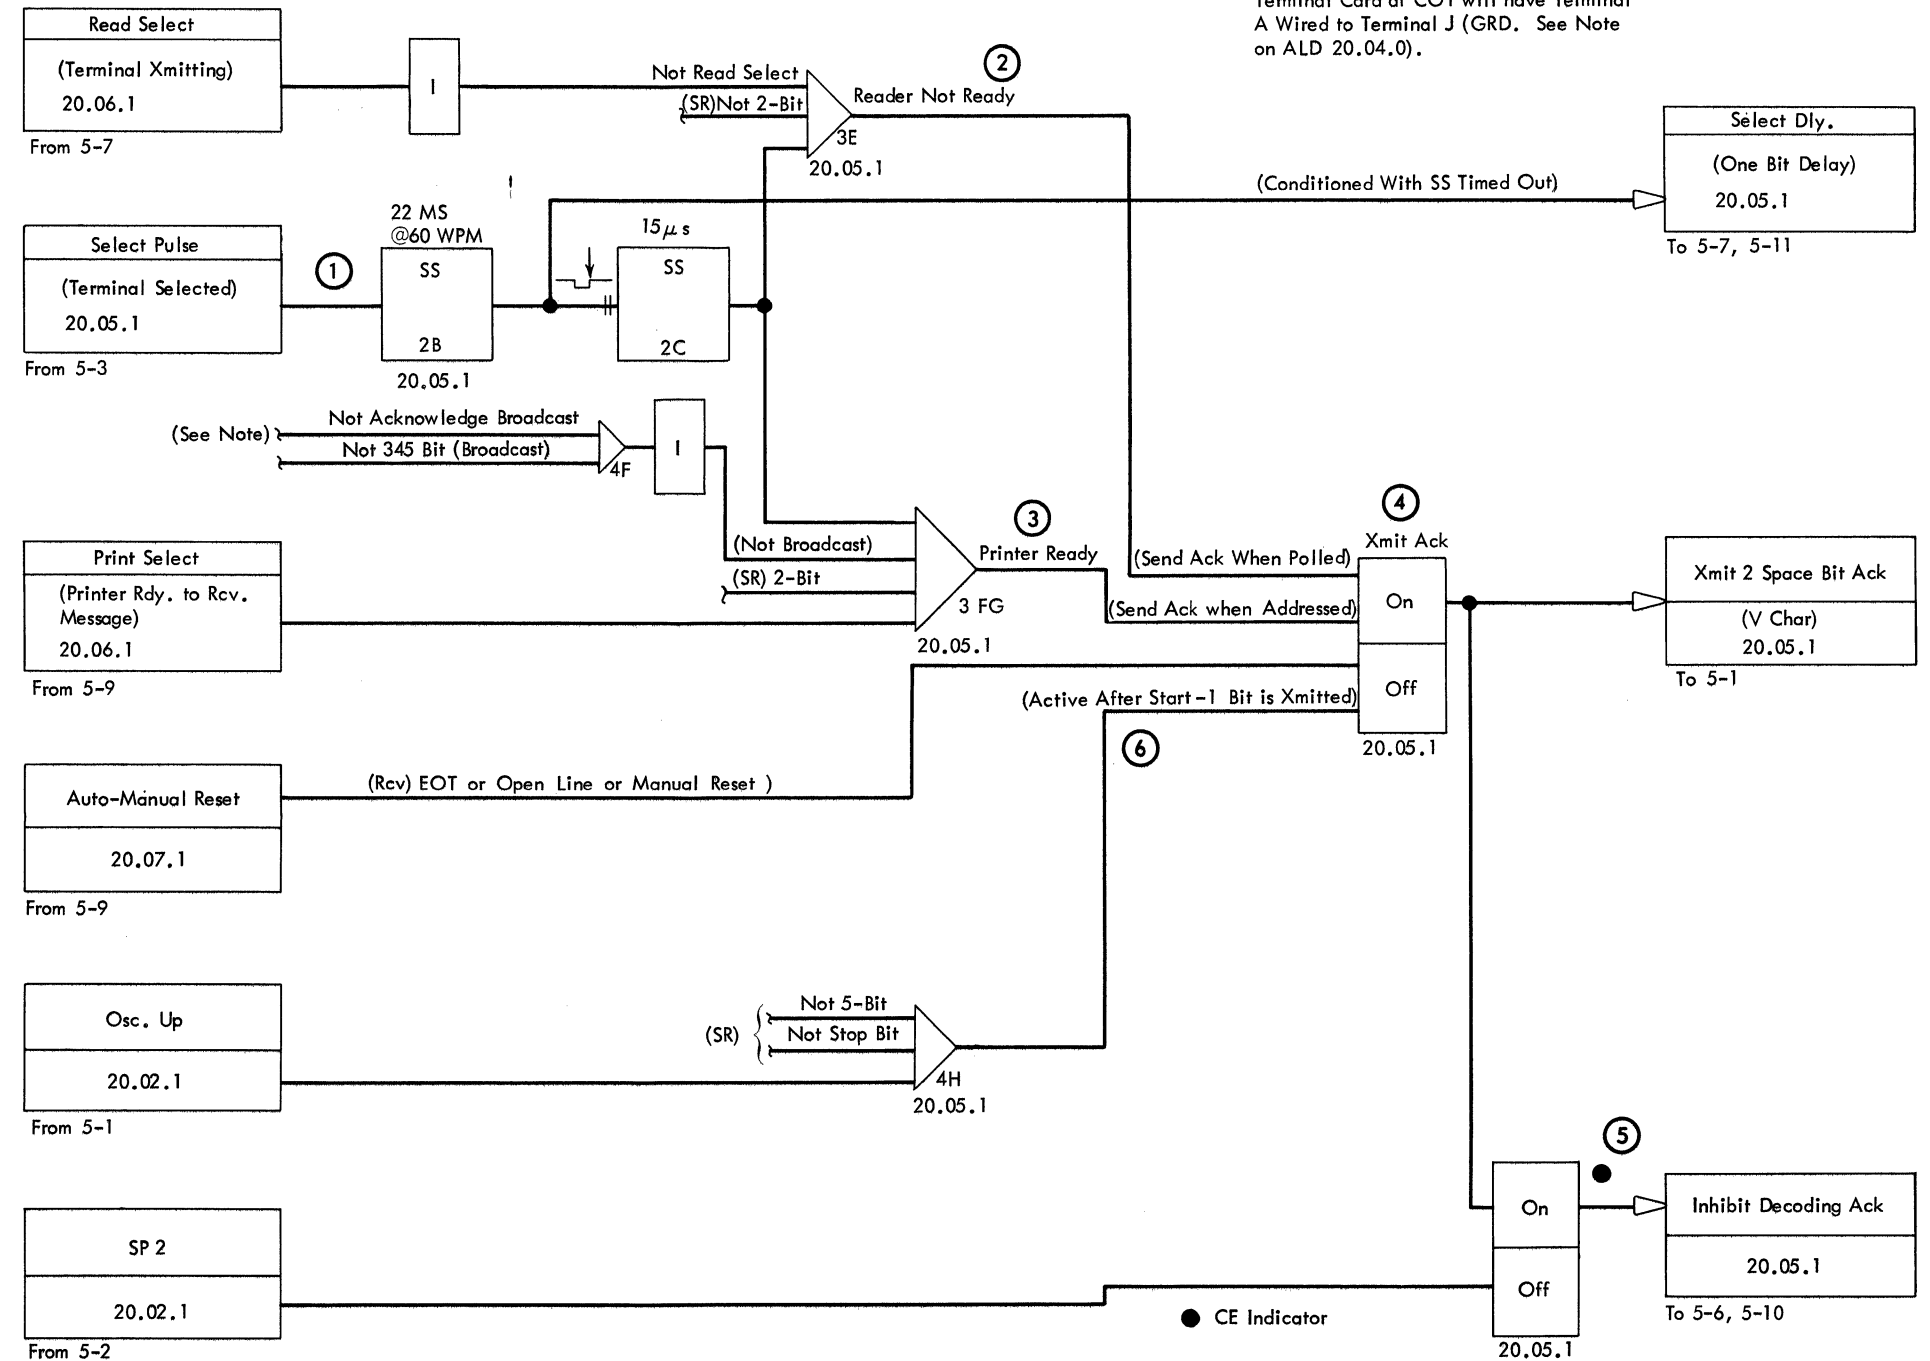 Terminal Card at CO1 will have Terminal
A Wired to Terminal J (GRD. See Note
on ALD 20.04.0).
Read Select
(Terminal Xmitting)
20.06.1
From 5-7
I
Not Read Select
(SR)Not 2-Bit
2
Reader Not Ready
3E
20.05.1
Select Dly.
(One Bit Delay)
20.05.1
To 5-7, 5-11
(Conditioned With SS Timed Out)
Select Pulse
(Terminal Selected)
20.05.1
From 5-3
1
22 MS
@60 WPM
SS
2B
20.05.1
15μs
SS
2C
(See Note)
Not Acknowledge Broadcast
Not 345 Bit (Broadcast)
4F
I
Print Select
(Printer Rdy. to Rcv.
Message)
20.06.1
From 5-9
(Not Broadcast)
(SR) 2-Bit
3
Printer Ready
3 FG
20.05.1
4
Xmit Ack
(Send Ack When Polled)
(Send Ack when Addressed)
On
Off
20.05.1
Xmit 2 Space Bit Ack
(V Char)
20.05.1
To 5-1
(Active After Start-1 Bit is Xmitted)
6
Auto-Manual Reset
20.07.1
From 5-9
(Rcv) EOT or Open Line or Manual Reset )
Osc. Up
20.02.1
From 5-1
(SR)
Not 5-Bit
Not Stop Bit
4H
20.05.1
SP 2
20.02.1
From 5-2
5
On
Off
20.05.1
Inhibit Decoding Ack
20.05.1
To 5-6, 5-10
CE Indicator